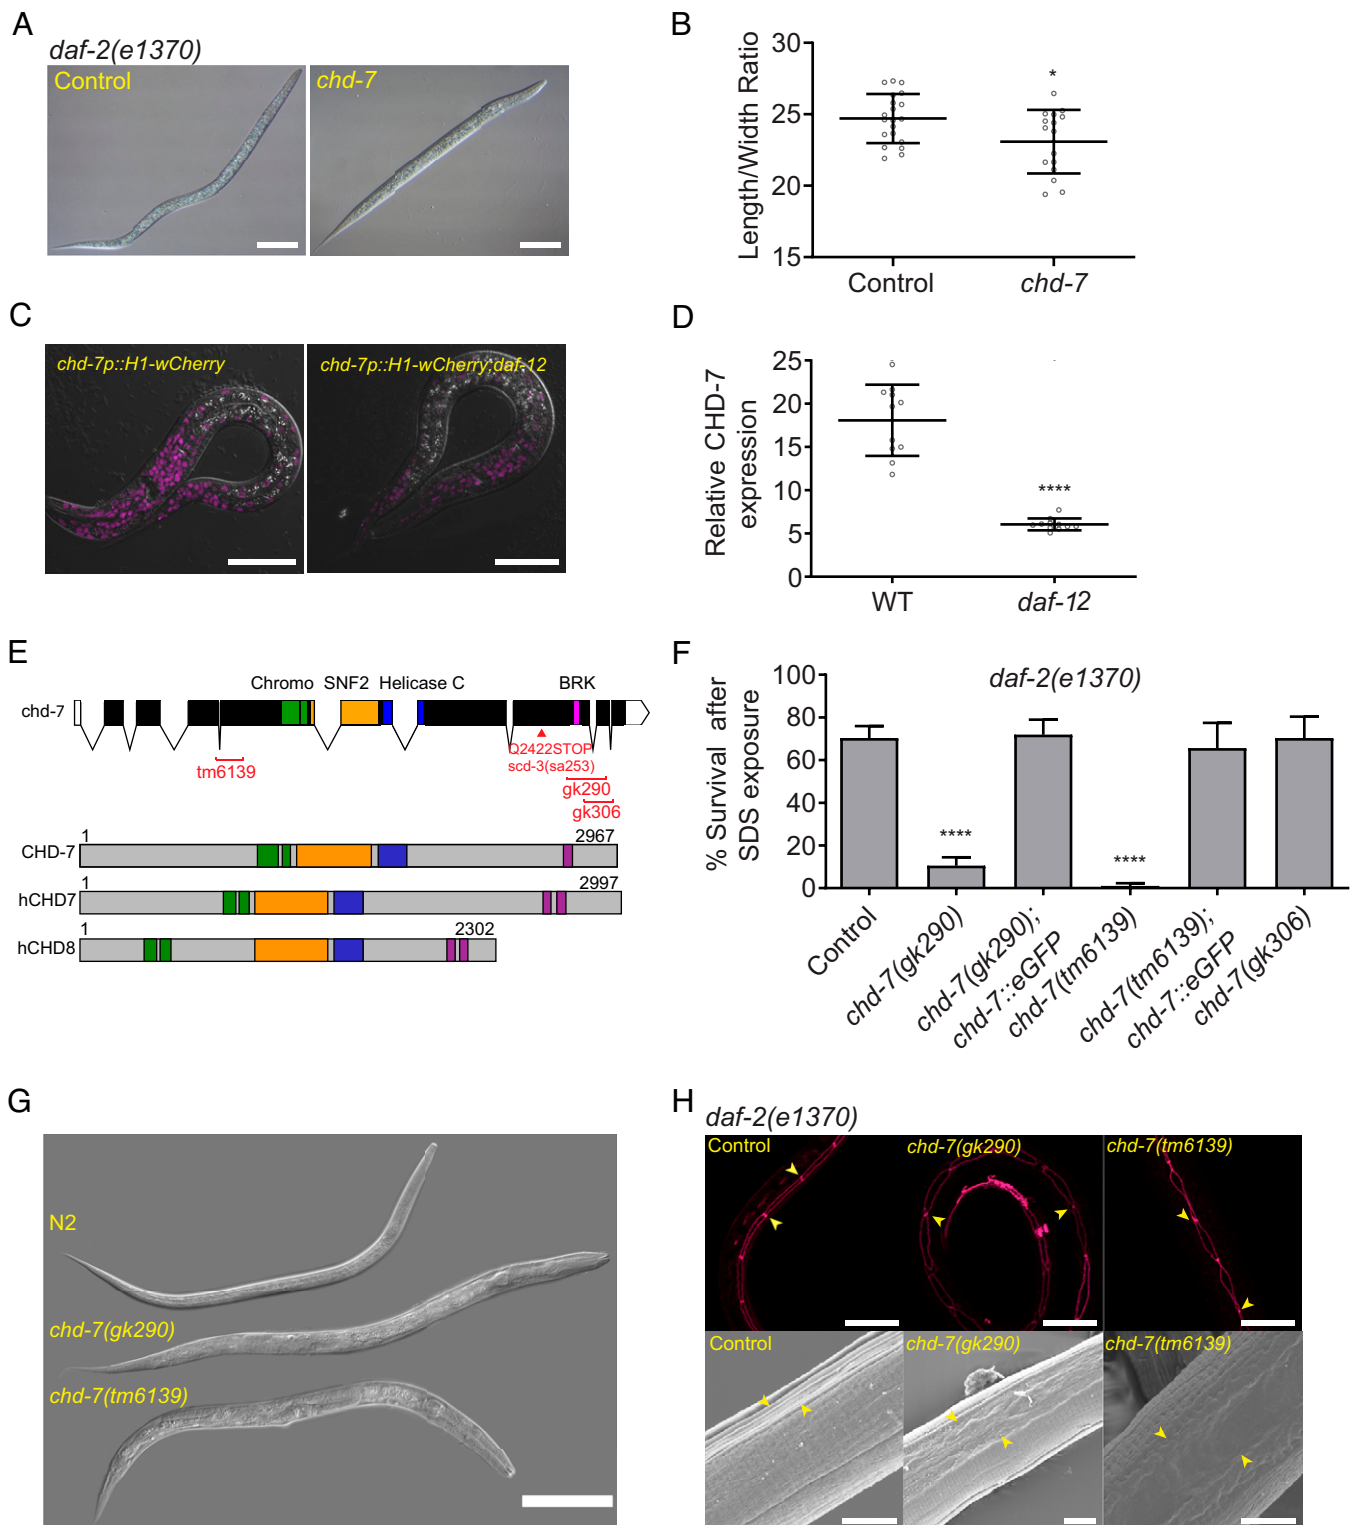 A
daf-2(e1370)
Control
chd-7
B
Length/Width Ratio
30
25
20
15
*
Control
chd-7
C
chd-7p::H1-wCherry
chd-7p::H1-wCherry;daf-12
D
Relative CHD-7
expression
25
20
15
10
5
0
****
WT
daf-12
E
Chromo
SNF2
Helicase C
BRK
chd-7
tm6139
Q2422STOP
scd-3(sa253)
gk290
gk306
1
2967
CHD-7
1
2997
hCHD7
1
2302
hCHD8
F
daf-2(e1370)
% Survival after
SDS exposure
100
80
60
40
20
0
****
****
Control
chd-7(gk290)
chd-7(gk290);
chd-7::eGFP
chd-7(tm6139)
chd-7(tm6139);
chd-7::eGFP
chd-7(gk306)
G
N2
chd-7(gk290)
chd-7(tm6139)
H
daf-2(e1370)
Control
chd-7(gk290)
chd-7(tm6139)
Control
chd-7(gk290)
chd-7(tm6139)